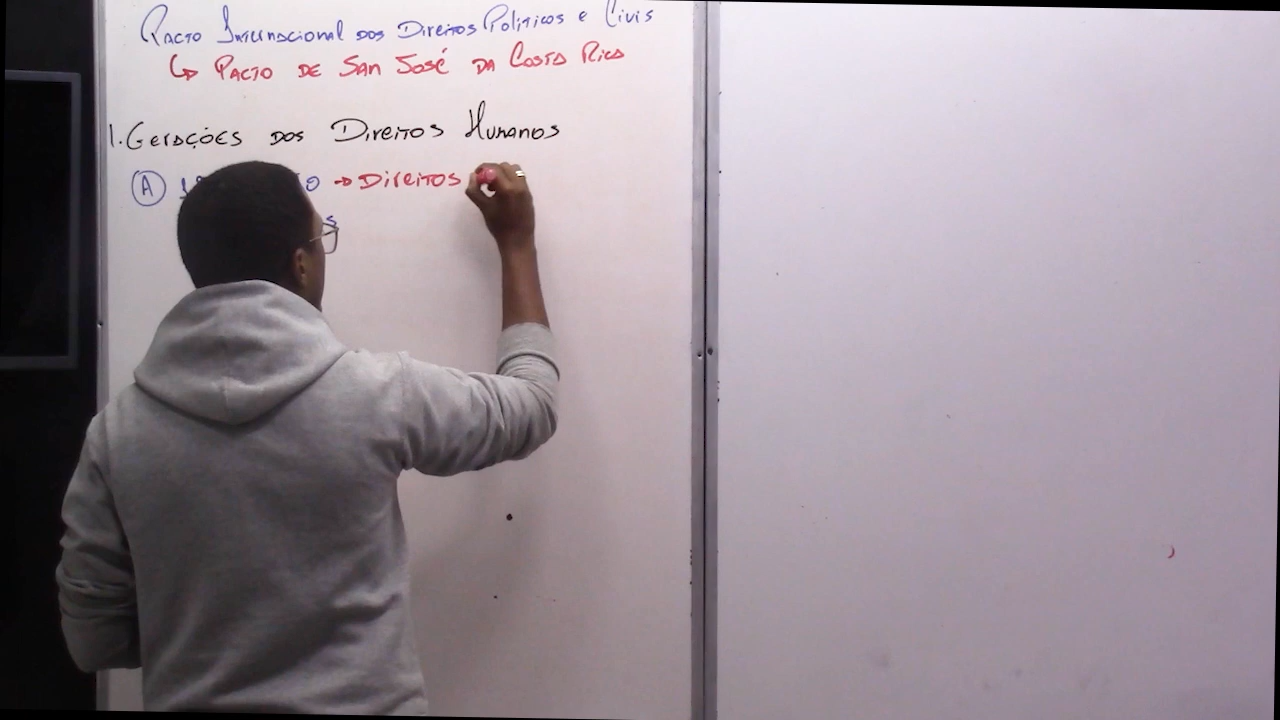 Pacto Internacional dos Direitos Políticos e Civis
↳ Pacto de San José da Costa Rica
1. Gerações dos Direitos Humanos
A → Direitos